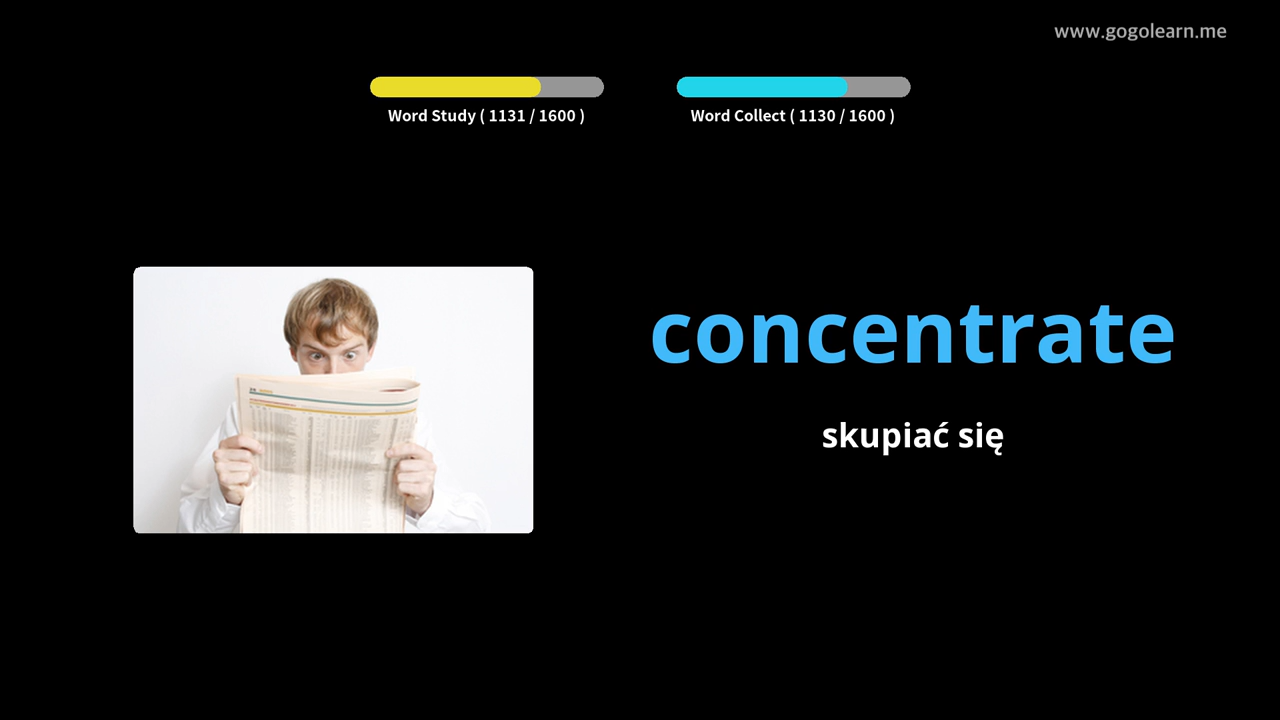 www.gogolearn.me
Word Study ( 1131 / 1600 )
Word Collect ( 1130 / 1600 )
concentrate
skupiać się